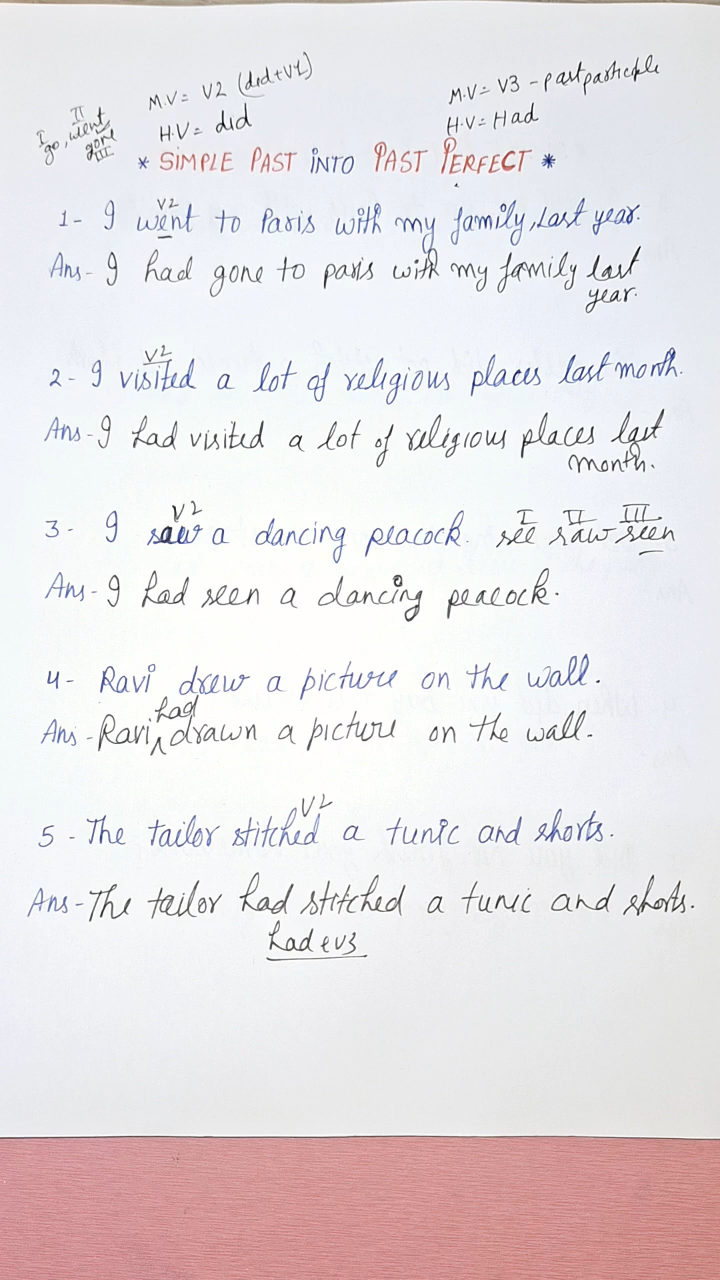 M.V = V2 (did+V1)
H.V = did
M.V = V3 - past participle
H.V = Had
I II
go, went
gone
III
* SIMPLE PAST INTO PAST PERFECT *
V2
1- I went to Paris with my family, Last year.
Ans- I had gone to paris with my family last
year.
V2
2- I visited a lot of religious places last month.
Ans- I had visited a lot of religious places last
month.
V2
3- I saw a dancing peacock.
I II III
see saw seen
Ans- I had seen a dancing peacock.
4- Ravi drew a picture on the wall.
had
Ans- Ravi ^ drawn a picture on the wall.
V2
5- The tailor stitched a tunic and shorts.
Ans- The tailor had stitched a tunic and shorts.
had + V3